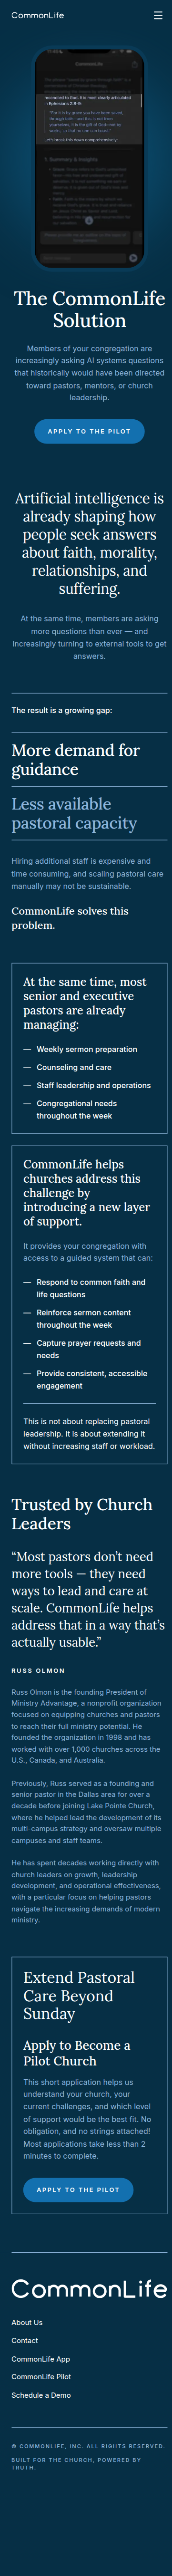 CommonLife
CommonLife
in Ephesians 2:8–9:
1. Summary & Insights
The CommonLife
Solution
Members of your congregation are
increasingly asking AI systems questions
that historically would have been directed
toward pastors, mentors, or church
leadership.
APPLY TO THE PILOT
Artificial intelligence is
already shaping how
people seek answers
about faith, morality,
relationships, and
suffering.
At the same time, members are asking
more questions than ever — and
increasingly turning to external tools to get
answers.
The result is a growing gap:
More demand for
guidance
Less available
pastoral capacity
Hiring additional staff is expensive and
time consuming, and scaling pastoral care
manually may not be sustainable.
CommonLife solves this
problem.
At the same time, most
senior and executive
pastors are already
managing:
— Weekly sermon preparation
— Counseling and care
— Staff leadership and operations
— Congregational needs
throughout the week
CommonLife helps
churches address this
challenge by
introducing a new layer
of support.
It provides your congregation with
access to a guided system that can:
— Respond to common faith and
life questions
— Reinforce sermon content
throughout the week
— Capture prayer requests and
needs
— Provide consistent, accessible
engagement
This is not about replacing pastoral
leadership. It is about extending it
without increasing staff or workload.
Trusted by Church
Leaders
“Most pastors don’t need
more tools — they need
ways to lead and care at
scale. CommonLife helps
address that in a way that’s
actually usable.”
RUSS OLMON
Russ Olmon is the founding President of
Ministry Advantage, a nonprofit organization
focused on equipping churches and pastors
to reach their full ministry potential. He
founded the organization in 1998 and has
worked with over 1,000 churches across the
U.S., Canada, and Australia.
Previously, Russ served as a founding and
senior pastor in the Dallas area for over a
decade before joining Lake Pointe Church,
where he helped lead the development of its
multi-campus strategy and oversaw multiple
campuses and staff teams.
He has spent decades working directly with
church leaders on growth, leadership
development, and operational effectiveness,
with a particular focus on helping pastors
navigate the increasing demands of modern
ministry.
Extend Pastoral
Care Beyond
Sunday
Apply to Become a
Pilot Church
This short application helps us
understand your church, your
current challenges, and which level
of support would be the best fit. No
obligation, and no strings attached!
Most applications take less than 2
minutes to complete.
APPLY TO THE PILOT
CommonLife
About Us
Contact
CommonLife App
CommonLife Pilot
Schedule a Demo
© COMMONLIFE, INC. ALL RIGHTS RESERVED.
BUILT FOR THE CHURCH, POWERED BY
TRUTH.